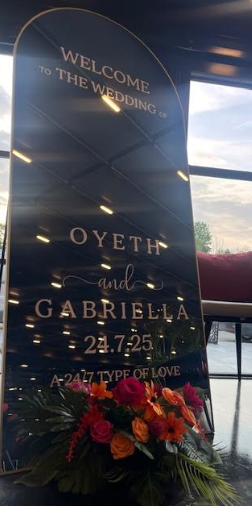 WELCOME
TO THE WEDDING OF
OYETH
and
GABRIELLA
24.7.25
A 24/7 TYPE OF LOVE